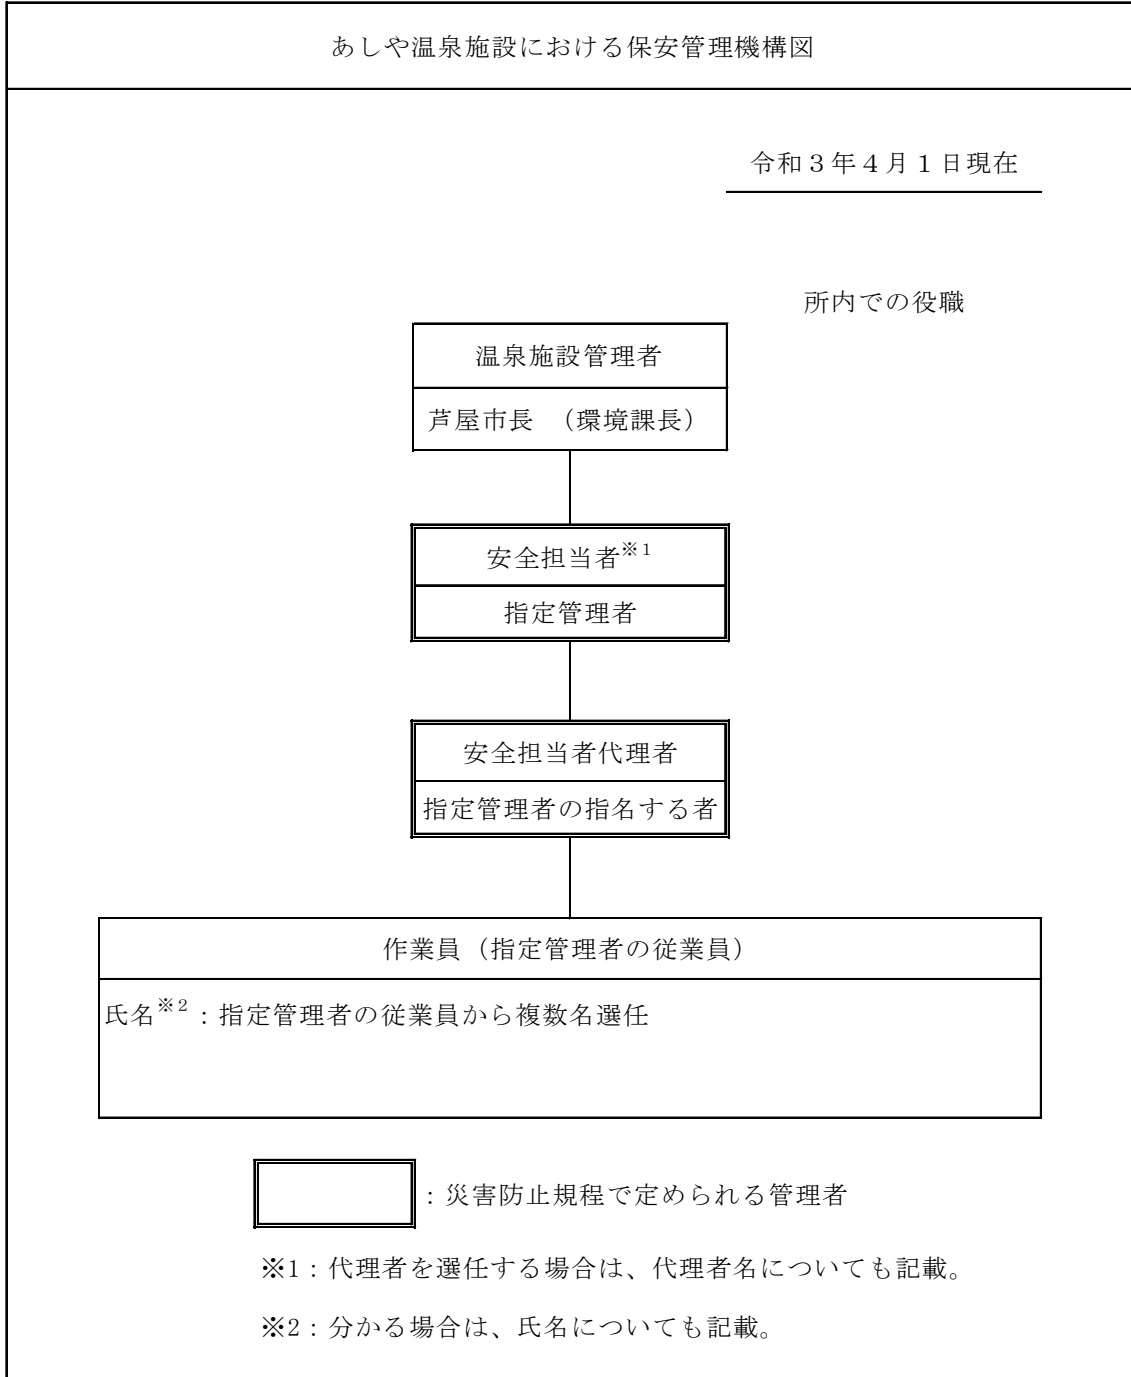 あしや温泉施設における保安管理機構図
令和３年４月１日現在
所内での役職
温泉施設管理者
芦屋市長　（環境課長）
安全担当者※1
指定管理者
安全担当者代理者
指定管理者の指名する者
作業員（指定管理者の従業員）
氏名※2：指定管理者の従業員から複数名選任
：災害防止規程で定められる管理者
※1：代理者を選任する場合は、代理者名についても記載。
※2：分かる場合は、氏名についても記載。